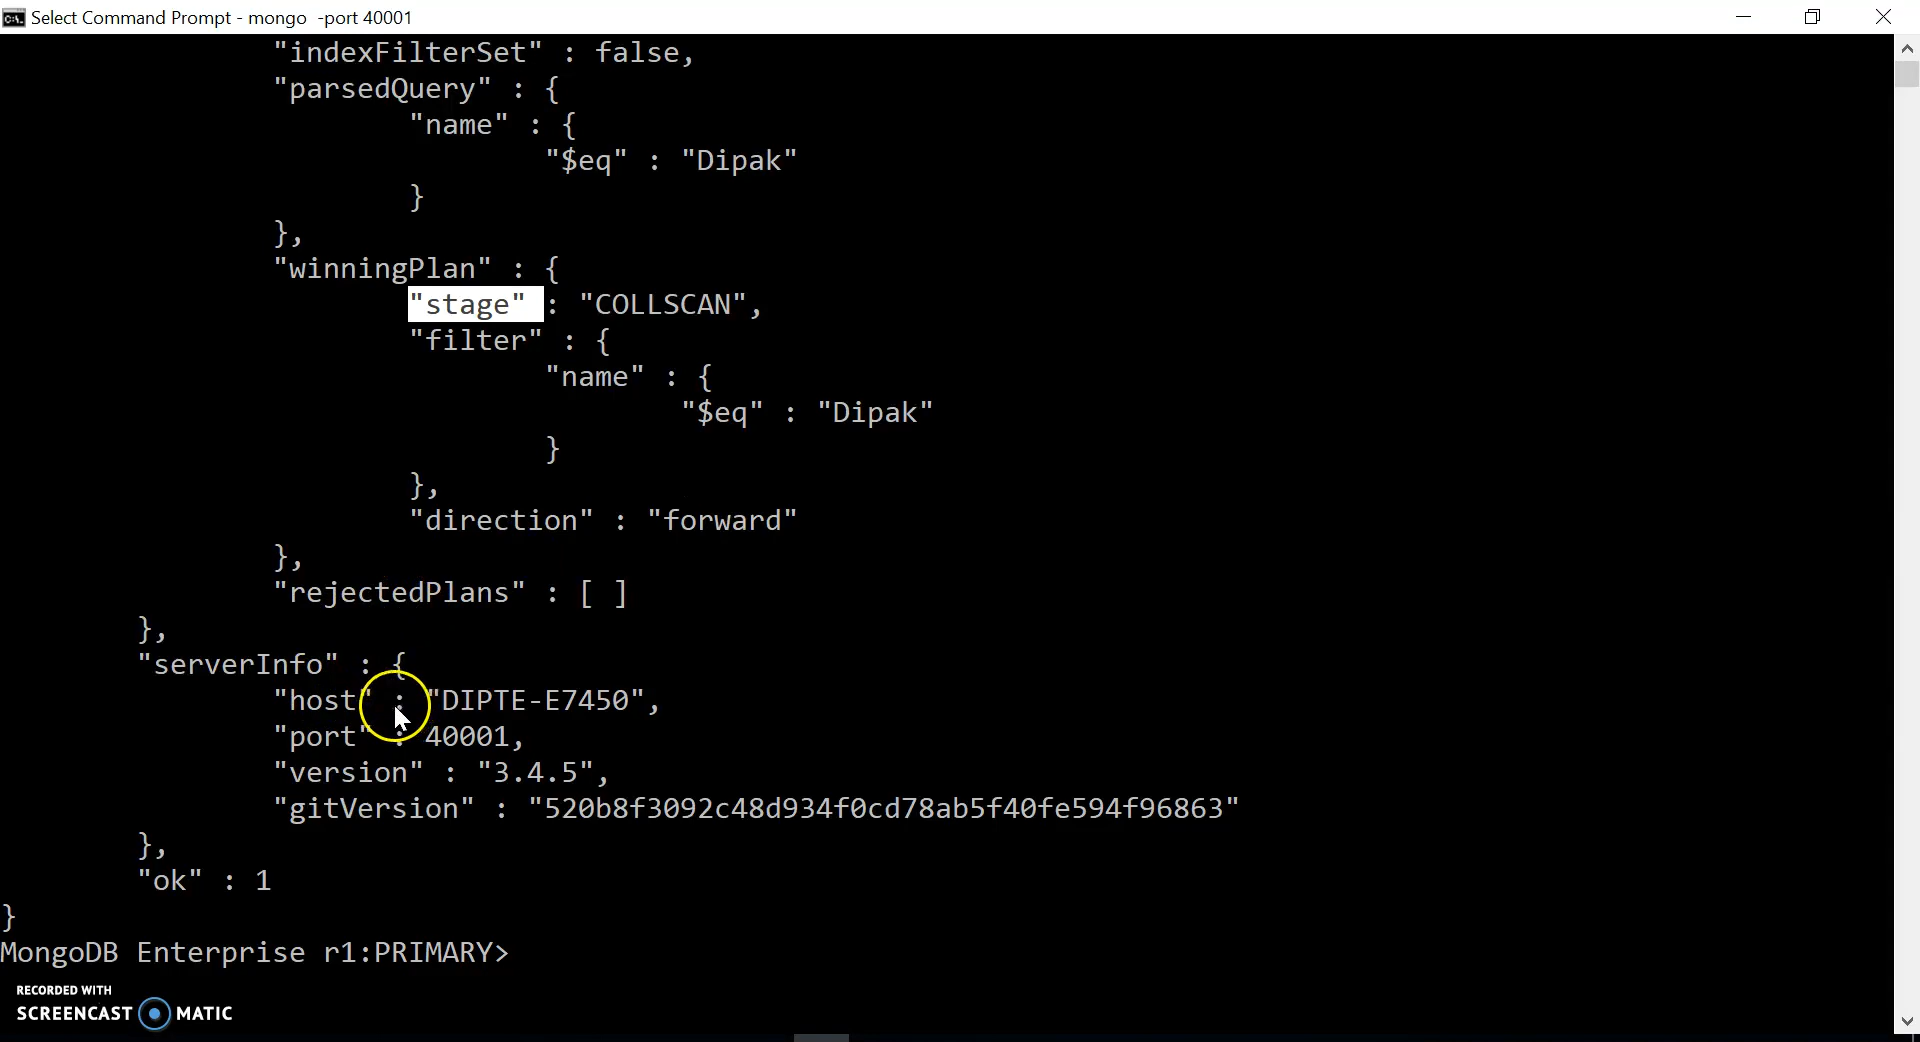 Select Command Prompt - mongo  -port 40001
"indexFilterSet" : false,
"parsedQuery" : {
"name" : {
"$eq" : "Dipak"
}
},
"winningPlan" : {
"stage" : "COLLSCAN",
"filter" : {
"name" : {
"$eq" : "Dipak"
}
},
"direction" : "forward"
},
"rejectedPlans" : [ ]
},
"serverInfo" : {
"host" : "DIPTE-E7450",
"port" : 40001,
"version" : "3.4.5",
"gitVersion" : "520b8f3092c48d934f0cd78ab5f40fe594f96863"
},
"ok" : 1
}
MongoDB Enterprise r1:PRIMARY>
RECORDED WITH
SCREENCAST MATIC